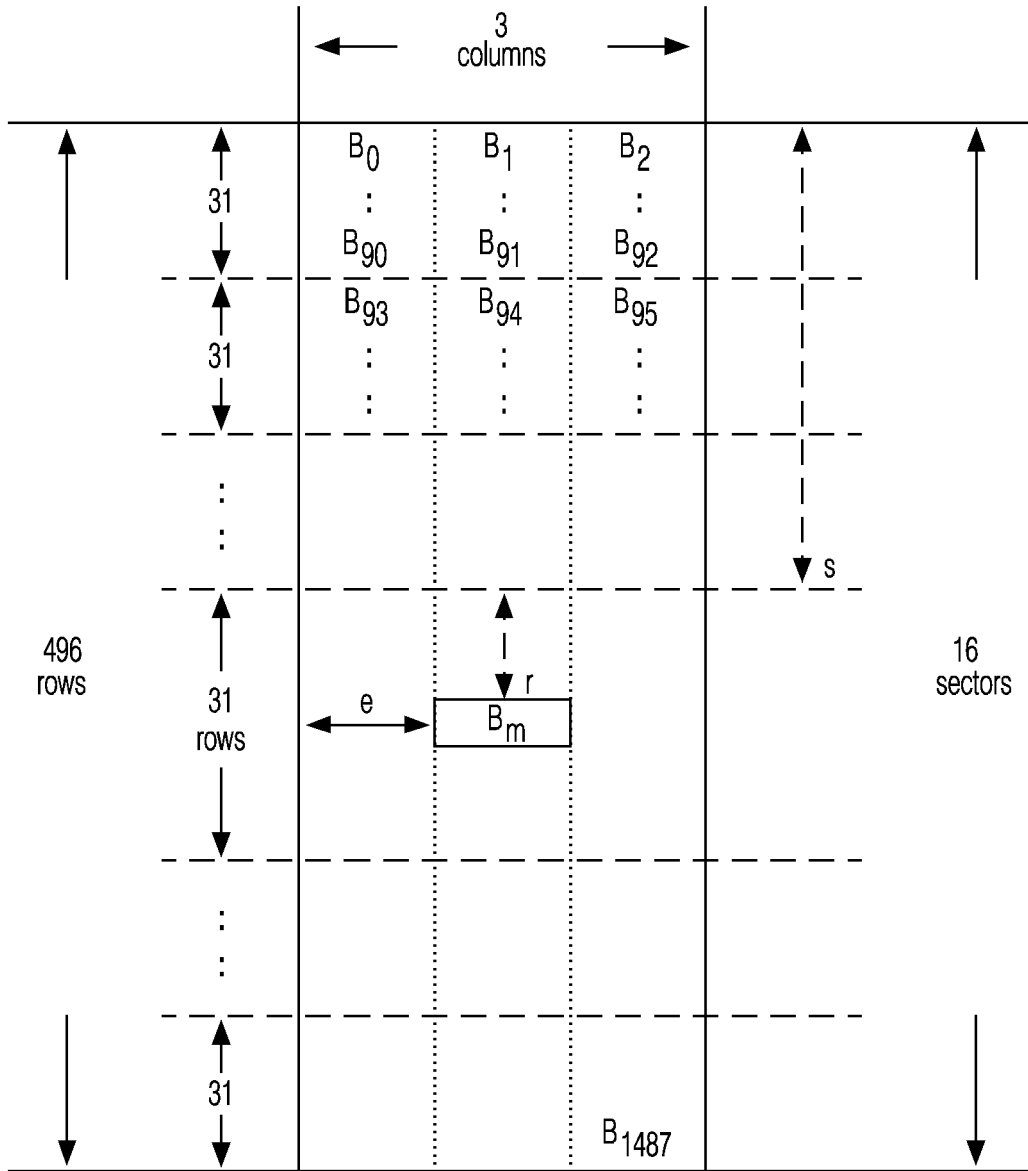 3
columns
B0 B1 B2
: : :
31
B90 B91 B92
B93 B94 B95
31
: : :
: : :
:
:
s
496
rows
16
sectors
31
rows
e
r
Bm
:
:
31
B1487